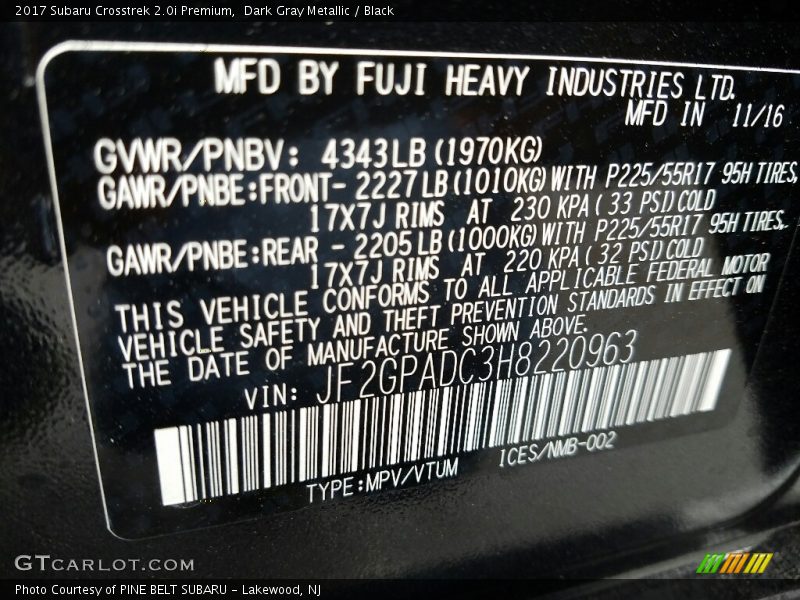 2017 Subaru Crosstrek 2.0i Premium,  Dark Gray Metallic / Black
MFD BY FUJI HEAVY INDUSTRIES LTD.
MFD IN 11/16
GVWR/PNBV: 4343LB (1970KG)
GAWR/PNBE:FRONT- 2227LB(1010KG)WITH P225/55R17 95H TIRES,
17X7J RIMS AT 230 KPA( 33 PSI)COLD
GAWR/PNBE:REAR - 2205LB(1000KG)WITH P225/55R17 95H TIRES,
17X7J RIMS AT 220 KPA( 32 PSI)COLD
THIS VEHICLE CONFORMS TO ALL APPLICABLE FEDERAL MOTOR
VEHICLE SAFETY AND THEFT PREVENTION STANDARDS IN EFFECT ON
THE DATE OF MANUFACTURE SHOWN ABOVE.
VIN: JF2GPADC3H8220963
TYPE:MPV/VTUM ICES/NMB-002
GTCARLOT.COM
Photo Courtesy of PINE BELT SUBARU - Lakewood, NJ